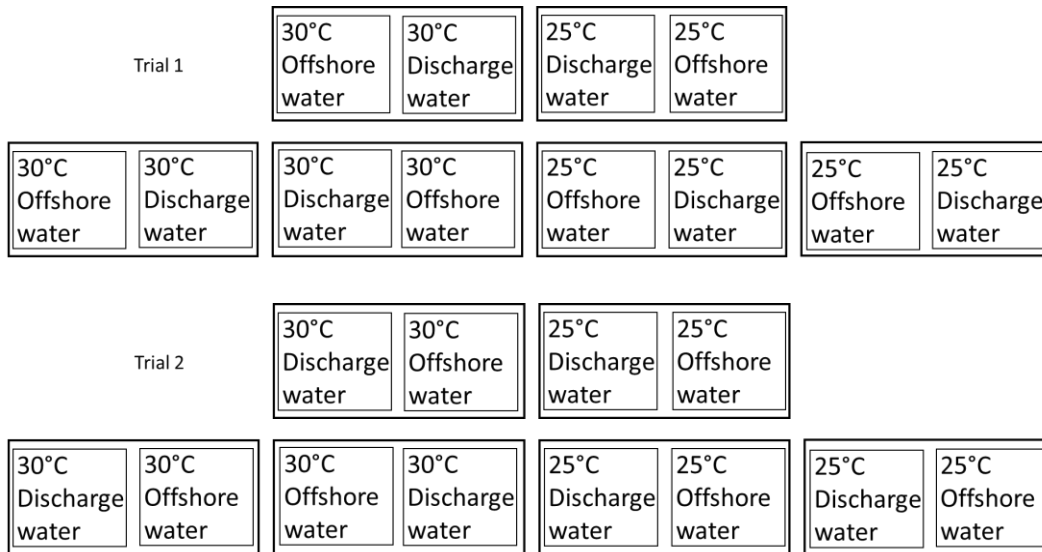 30°C
Offshore
water
30°C
Discharge
water
25°C
Discharge
water
25°C
Offshore
water
Trial 1
30°C
Offshore
water
30°C
Discharge
water
30°C
Discharge
water
30°C
Offshore
water
25°C
Offshore
water
25°C
Discharge
water
25°C
Offshore
water
25°C
Discharge
water
30°C
Discharge
water
30°C
Offshore
water
25°C
Discharge
water
25°C
Offshore
water
Trial 2
30°C
Discharge
water
30°C
Offshore
water
30°C
Offshore
water
30°C
Discharge
water
25°C
Discharge
water
25°C
Offshore
water
25°C
Discharge
water
25°C
Offshore
water